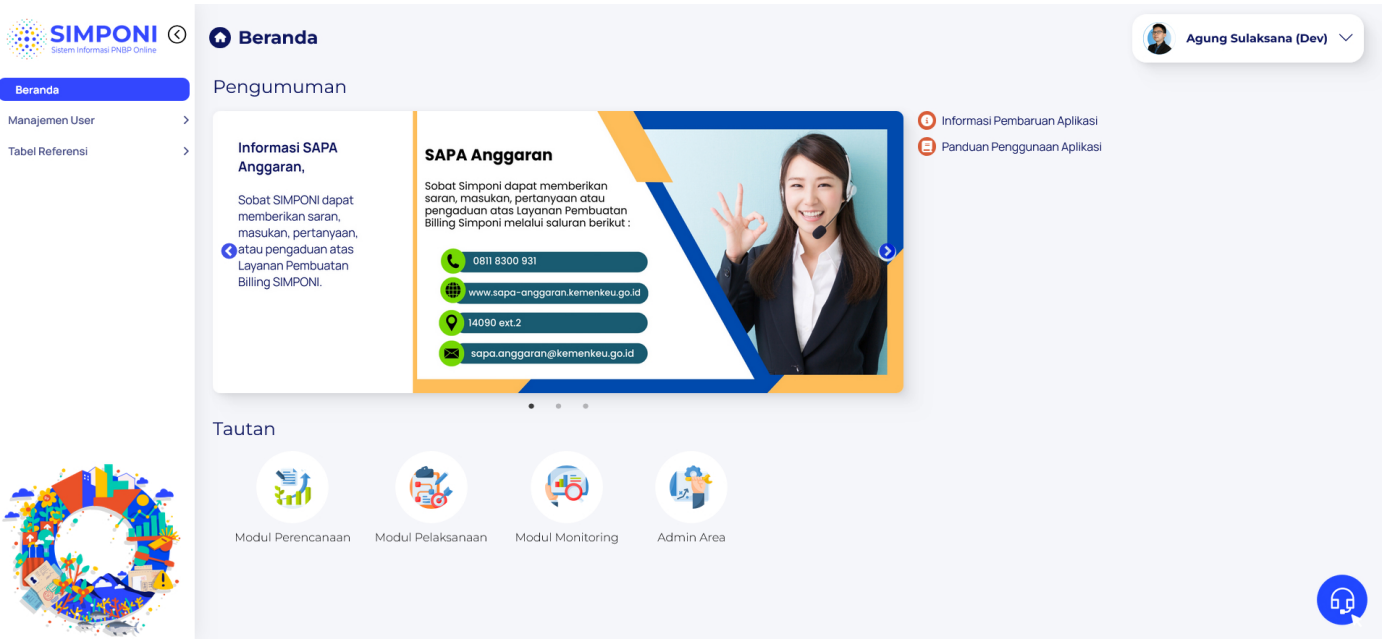 SIMPONI
Sistem Informasi PNBP Online
Beranda
Manajemen User
Tabel Referensi
Beranda
Agung Sulaksana (Dev)
Pengumuman
Informasi SAPA
Anggaran,
Sobat SIMPONI dapat
memberikan saran,
masukan, pertanyaan,
atau pengaduan atas
Layanan Pembuatan
Billing SIMPONI.
SAPA Anggaran
Sobat Simponi dapat memberikan
saran, masukan, pertanyaan atau
pengaduan atas Layanan Pembuatan
Billing Simponi melalui saluran berikut :
0811 8300 931
www.sapa-anggaran.kemenkeu.go.id
14090 ext.2
sapa.anggaran@kemenkeu.go.id
Informasi Pembaruan Aplikasi
Panduan Penggunaan Aplikasi
Tautan
Modul Perencanaan
Modul Pelaksanaan
Modul Monitoring
Admin Area